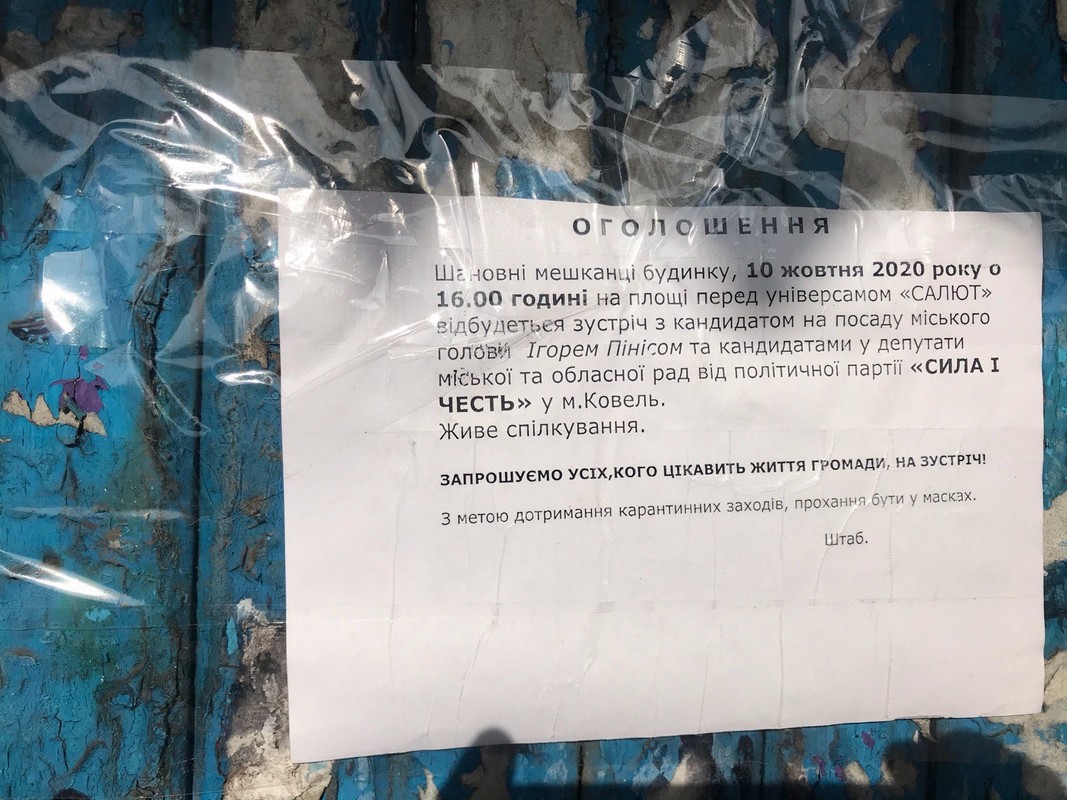 ОГОЛОШЕННЯ
Шановні мешканці будинку, 10 жовтня 2020 року о
16.00 годині на площі перед універсамом «САЛЮТ»
відбудеться зустріч з кандидатом на посаду міського
голови Ігорем Пінісом та кандидатами у депутати
міської та обласної рад від політичної партії «СИЛА І
ЧЕСТЬ» у м.Ковель.
Живе спілкування.
ЗАПРОШУЄМО УСІХ,КОГО ЦІКАВИТЬ ЖИТТЯ ГРОМАДИ, НА ЗУСТРІЧ!
З метою дотримання карантинних заходів, прохання бути у масках.
Штаб.